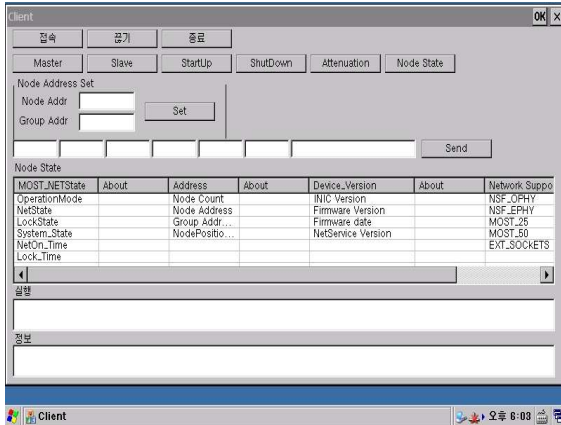 Client OK ×
접속 끊기 종료
Master Slave StartUp ShutDown Attenuation Node State
Node Address Set
Node Addr
Set
Group Addr
Send
Node State
MOST_NETState About Address About Device_Version About Network Suppo
OperationMode Node Count INIC Version NSF_OPHY
NetState Node Address Firmware Version NSF_EPHY
LockState Group Addr... Firmware date MOST_25
System_State NodePositio... NetService Version MOST_50
NetOn_Time EXT_SOCkETS
Lock_Time
실행
정보
Client 오후 6:03